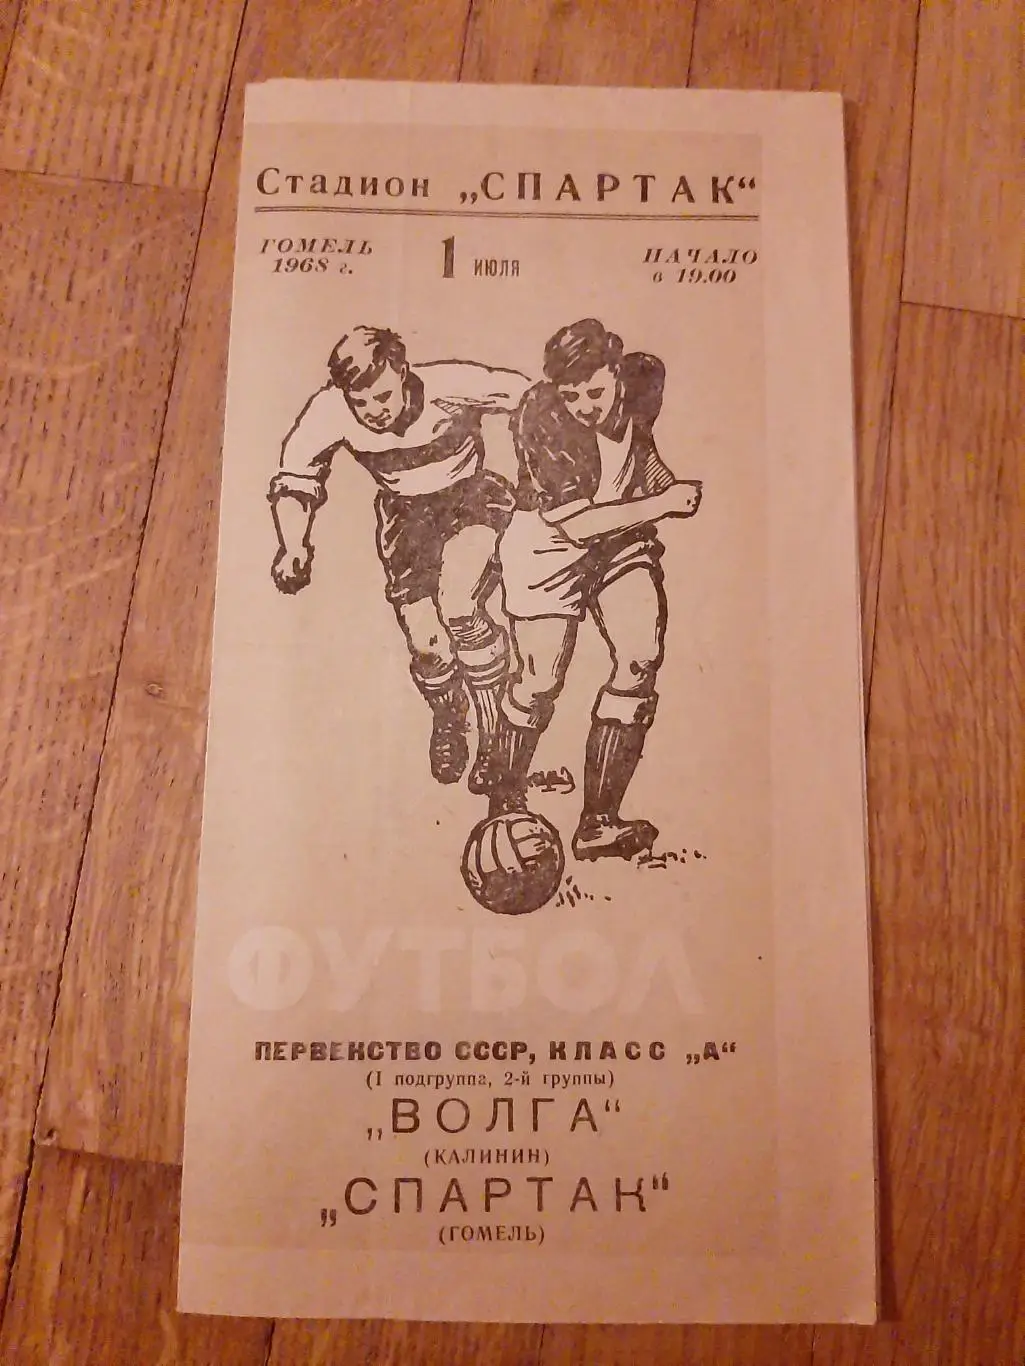 Стадион „СПАРТАК“
ГОМЕЛЬ
1968 г.
1 ИЮЛЯ
НАЧАЛО
в 19.00
ФУТБОЛ
ПЕРВЕНСТВО СССР, КЛАСС „А“
(I подгруппа, 2-й группы)
„ВОЛГА“
(КАЛИНИН)
„СПАРТАК“
(ГОМЕЛЬ)